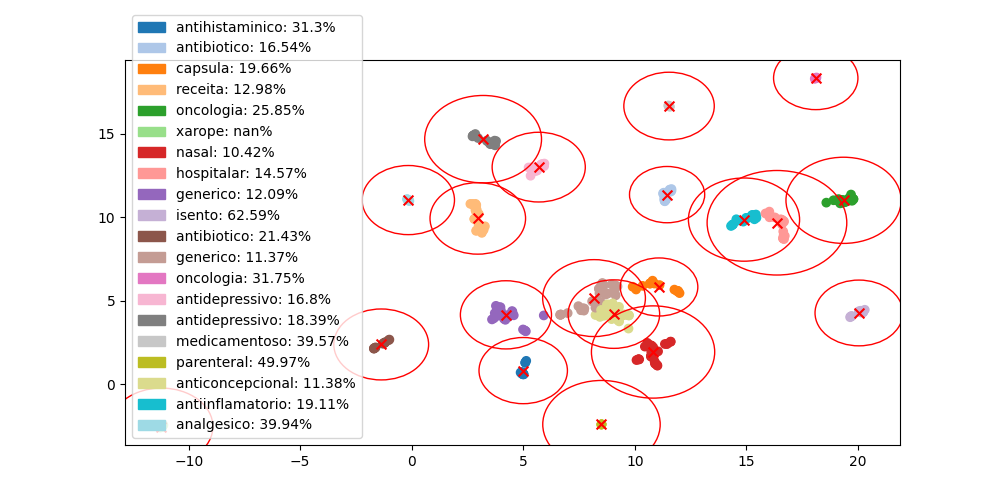 antihistaminico: 31.3%
antibiotico: 16.54%
capsula: 19.66%
receita: 12.98%
oncologia: 25.85%
xarope: nan%
nasal: 10.42%
hospitalar: 14.57%
generico: 12.09%
isento: 62.59%
antibiotico: 21.43%
generico: 11.37%
oncologia: 31.75%
antidepressivo: 16.8%
antidepressivo: 18.39%
medicamentoso: 39.57%
parenteral: 49.97%
anticoncepcional: 11.38%
antinflamatorio: 19.11%
analgesico: 39.94%
15
10
5
0
−10
−5
0
5
10
15
20